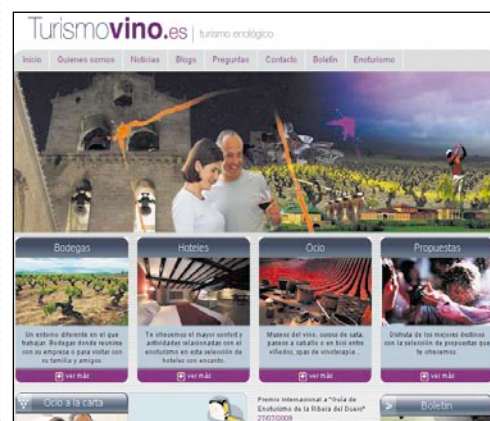 Turismovino.es | turismo enológico
Inicio Quienes somos Noticias Blogs Preguntas Contacto Boletin Enoturismo
Bodegas
Un entorno diferente en el que
trabajar. Bodegas donde reunirse
con su empresa o para visitar con
su familia y amigos.
ver más
Hoteles
Te ofrecemos el mayor confort y
actividades relacionadas con el
enoturismo en esta selección de
hoteles con encanto.
ver más
Ocio
Museos del vino, cursos de cata,
paseos a caballo o en bici entre
viñedos, spas de vinoterapia...
ver más
Propuestas
Disfruta de los mejores destinos
con la selección de propuestas que
te ofrecemos.
ver más
Ocio a la carta
Premio Internacional a "Guía de
Enoturismo de la Ribera del Duero"
27/07/2009
Boletin